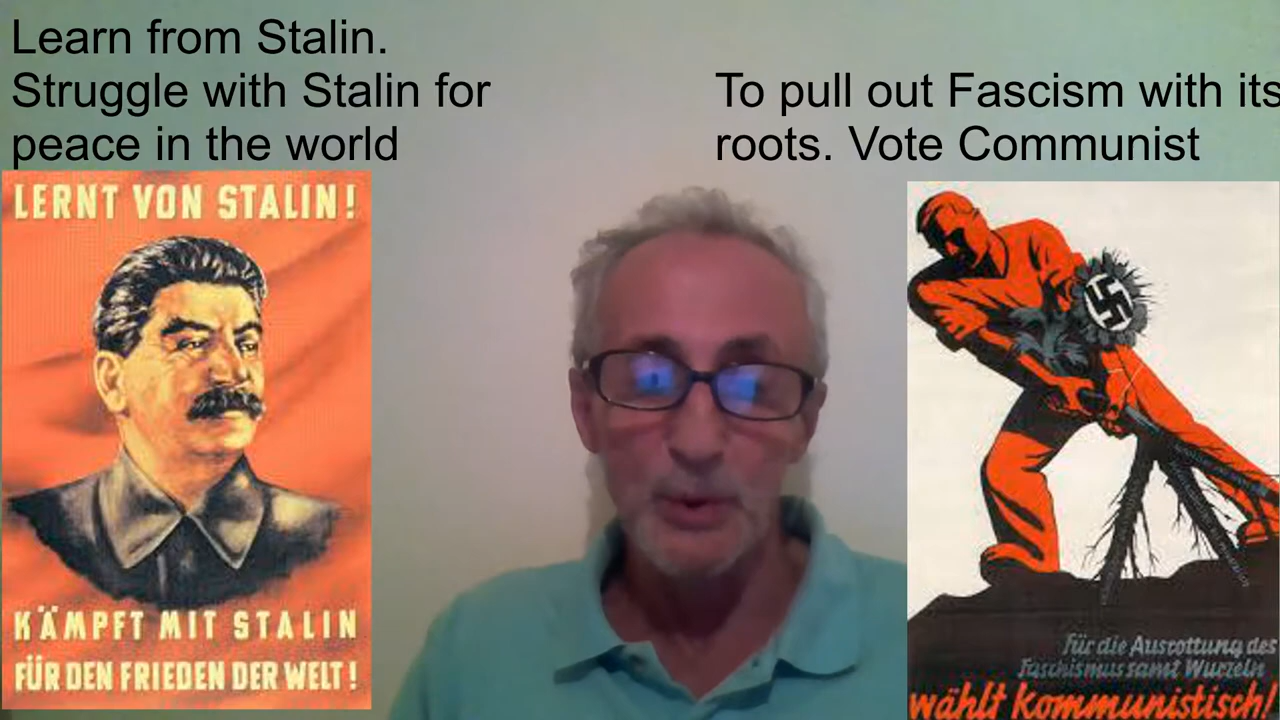 Learn from Stalin.
Struggle with Stalin for
peace in the world
To pull out Fascism with its
roots. Vote Communist
LERNT VON STALIN!
KÄMPFT MIT STALIN
FÜR DEN FRIEDEN DER WELT!
Für die Ausrottung des
Faschismus samt Wurzeln
wählt Kommunistisch!